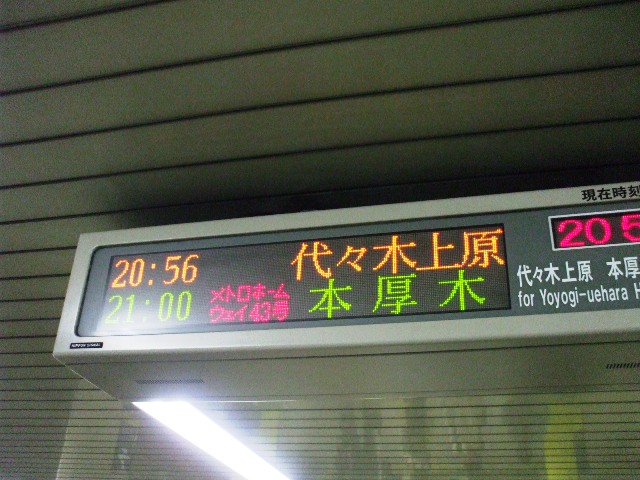 現在時刻
20 5
20:56 代々木上原
21:00 メトロホームウェイ43号 本厚木
代々木上原 本厚
for Yoyogi-uehara H
NIPPON SIGNAL